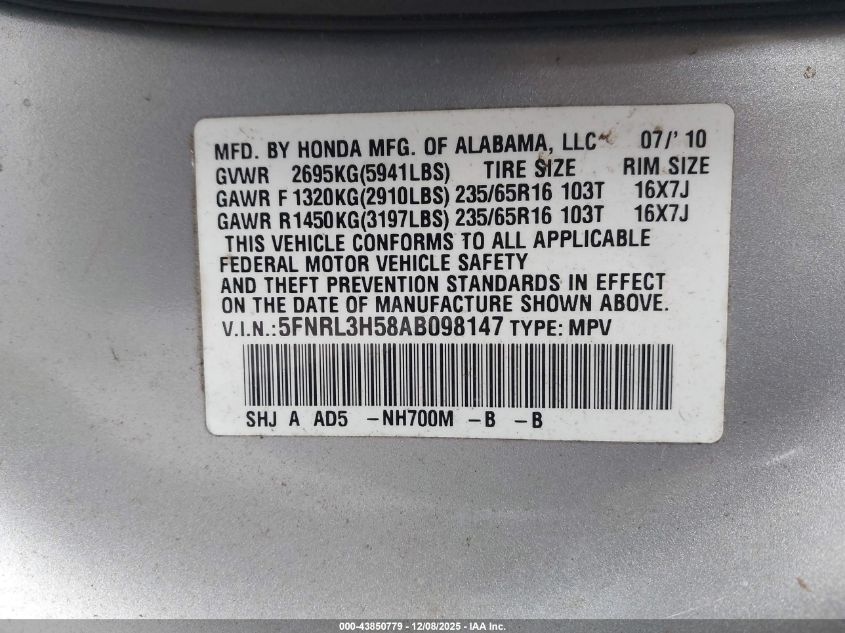 MFD. BY HONDA MFG. OF ALABAMA, LLC 07/' 10
GVWR 2695KG(5941LBS) TIRE SIZE RIM SIZE
GAWR F 1320KG(2910LBS) 235/65R16 103T 16X7J
GAWR R1450KG(3197LBS) 235/65R16 103T 16X7J
THIS VEHICLE CONFORMS TO ALL APPLICABLE
FEDERAL MOTOR VEHICLE SAFETY
AND THEFT PREVENTION STANDARDS IN EFFECT
ON THE DATE OF MANUFACTURE SHOWN ABOVE.
V.I.N.:5FNRL3H58AB098147 TYPE: MPV
SHJ A AD5 -NH700M -B -B
000-43850779 - 12/08/2025 - IAA Inc.